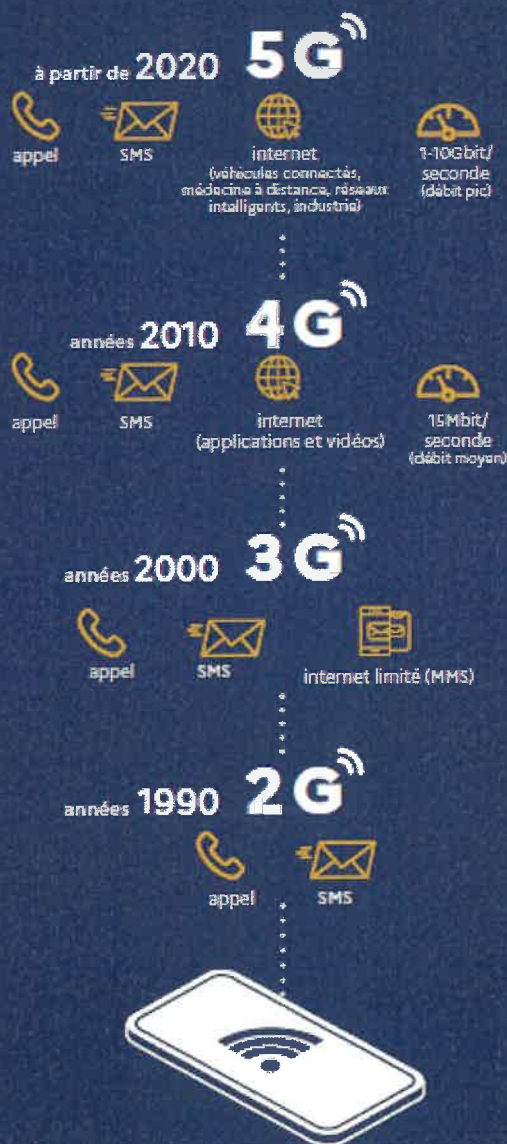 à partir de 2020 5G
appel
SMS
internet
(véhicules connectés,
médecine à distance, réseaux
intelligents, industrie)
1-10Gbit/
seconde
(débit pic)
années 2010 4G
appel
SMS
internet
(applications et vidéos)
15Mbit/
seconde
(débit moyen)
années 2000 3G
appel
SMS
internet limité (MMS)
années 1990 2G
appel
SMS